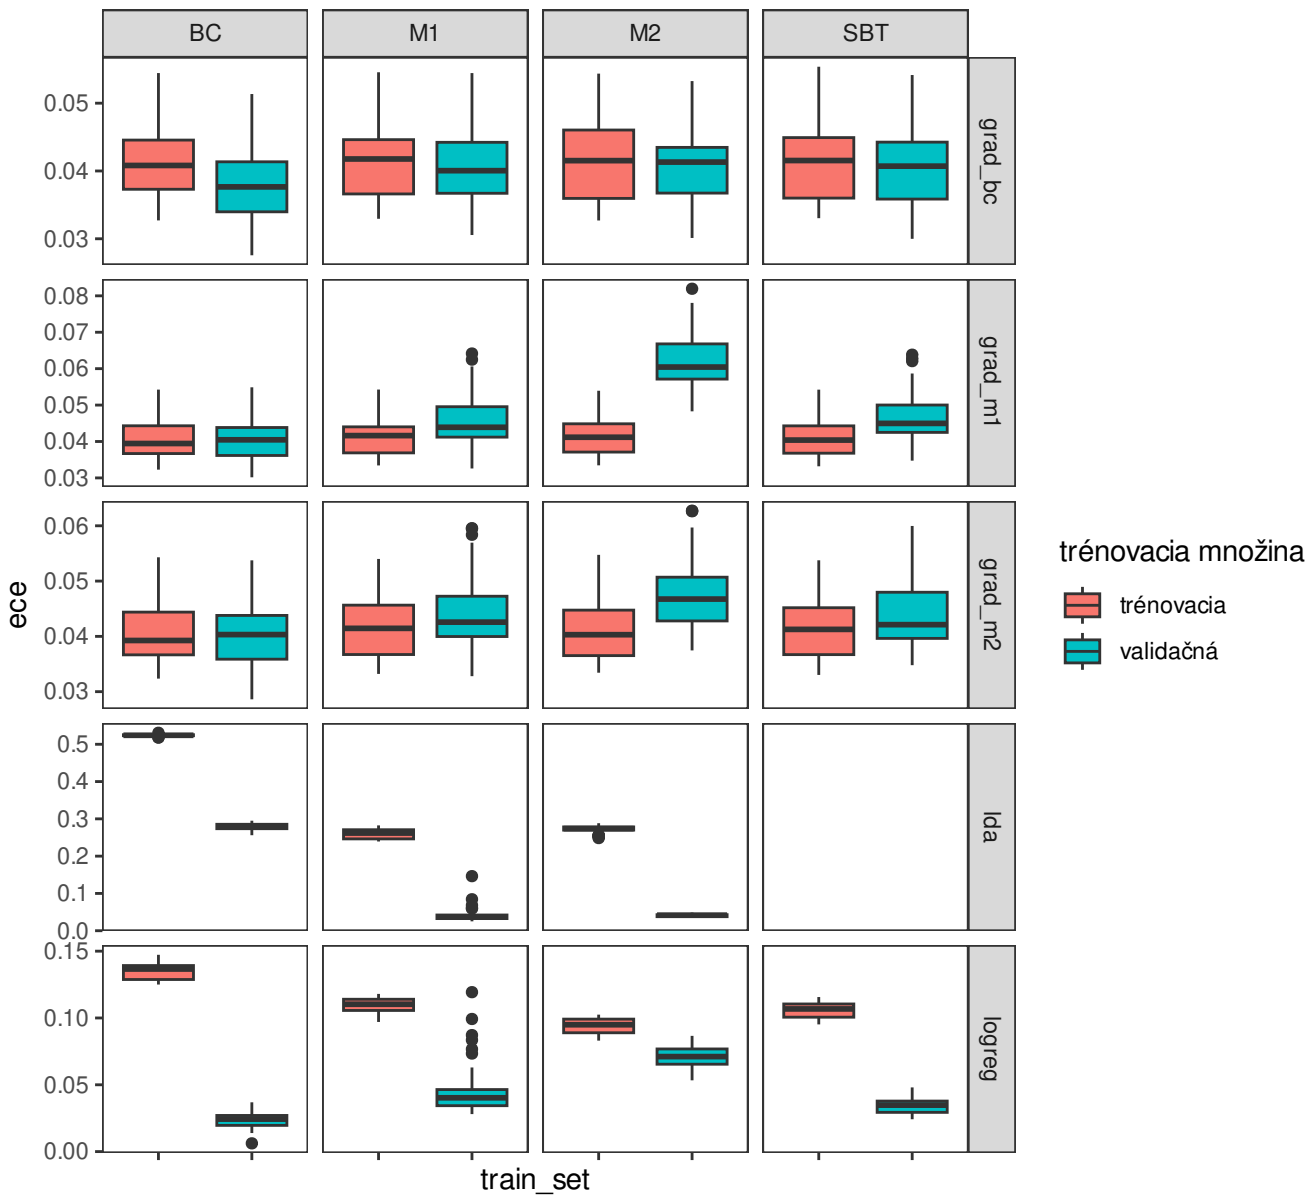 BC M1 M2 SBT
0.05
0.04
0.03
grad_bc
0.08
0.07
0.06
0.05
0.04
0.03
grad_m1
0.06
0.05
0.04
0.03
grad_m2
0.5
0.4
0.3
0.2
0.1
0.0
lda
0.15
0.10
0.05
0.00
logreg
ece
train_set
trénovacia množina
trénovacia
validačná